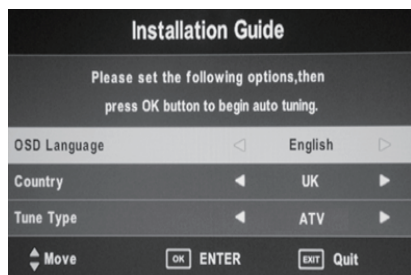 Installation Guide
Please set the following options,then
press OK button to begin auto tuning.
OSD Language English
Country UK
Tune Type ATV
Move OK ENTER EXIT Quit